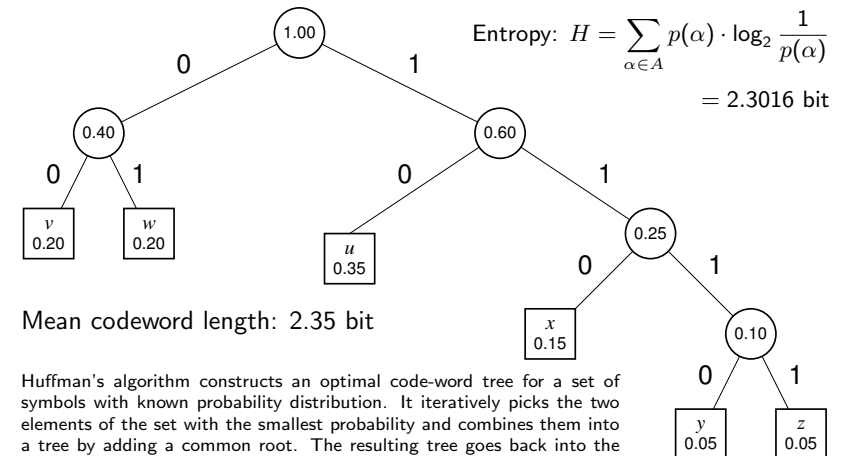 1.00
Entropy: H = ∑ p(α) · log₂ 1/p(α)
α∈A
= 2.3016 bit
0
1
0.40
0.60
0
1
0
1
v
0.20
w
0.20
u
0.35
0.25
0
1
Mean codeword length: 2.35 bit
x
0.15
0.10
0
1
y
0.05
z
0.05
Huffman's algorithm constructs an optimal code-word tree for a set of
symbols with known probability distribution. It iteratively picks the two
elements of the set with the smallest probability and combines them into
a tree by adding a common root. The resulting tree goes back into the